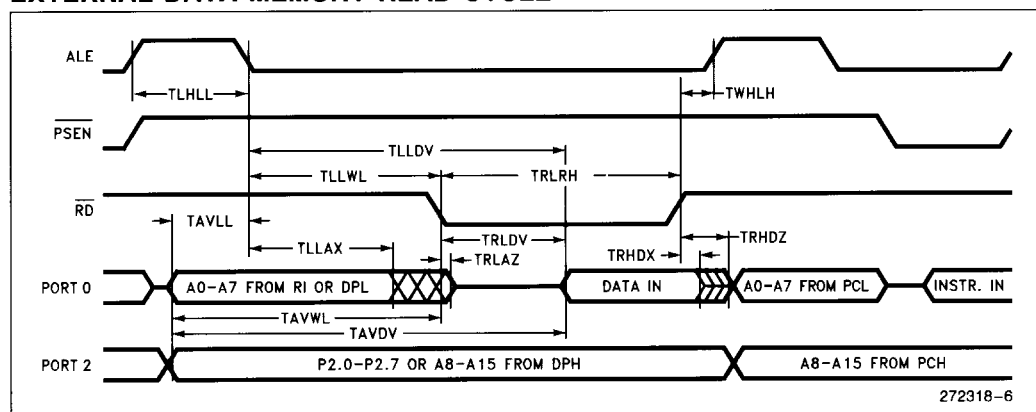 EXTERNAL DATA MEMORY READ CYCLE
ALE
TLHLL
TWHLH
PSEN
TLLDV
TLLWL
TRLRH
RD
TAVLL
TLLAX
TRLDV
TRLAZ
TRHDX
TRHDZ
PORT 0
A0–A7 FROM RI OR DPL
DATA IN
A0–A7 FROM PCL
INSTR. IN
TAVWL
TAVDV
PORT 2
P2.0–P2.7 OR A8–A15 FROM DPH
A8–A15 FROM PCH
272318–6